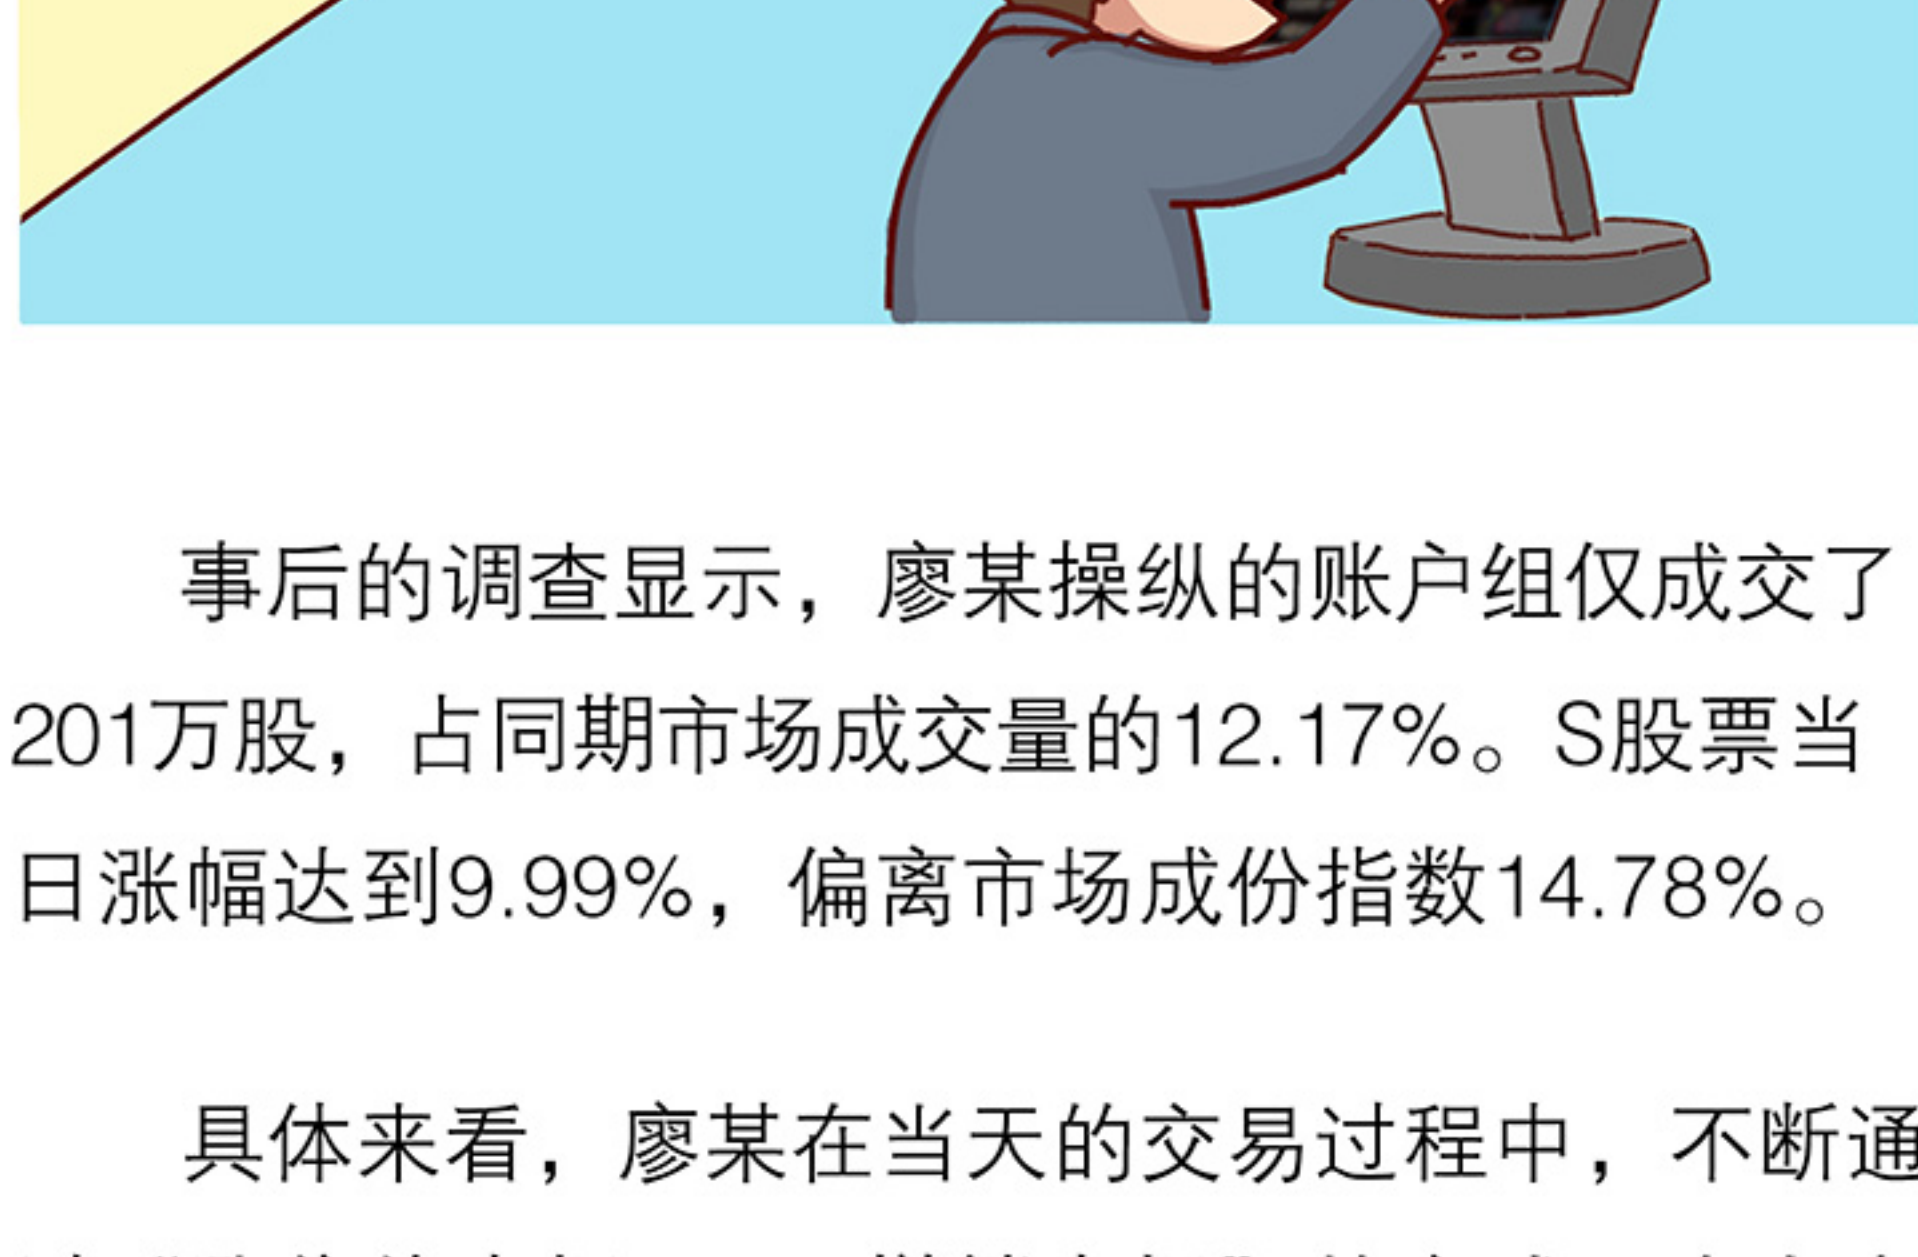 事后的调查显示，廖某操纵的账户组仅成交了
201万股，占同期市场成交量的12.17%。S股票当
日涨幅达到9.99%，偏离市场成份指数14.78%。
具体来看，廖某在当天的交易过程中，不断通